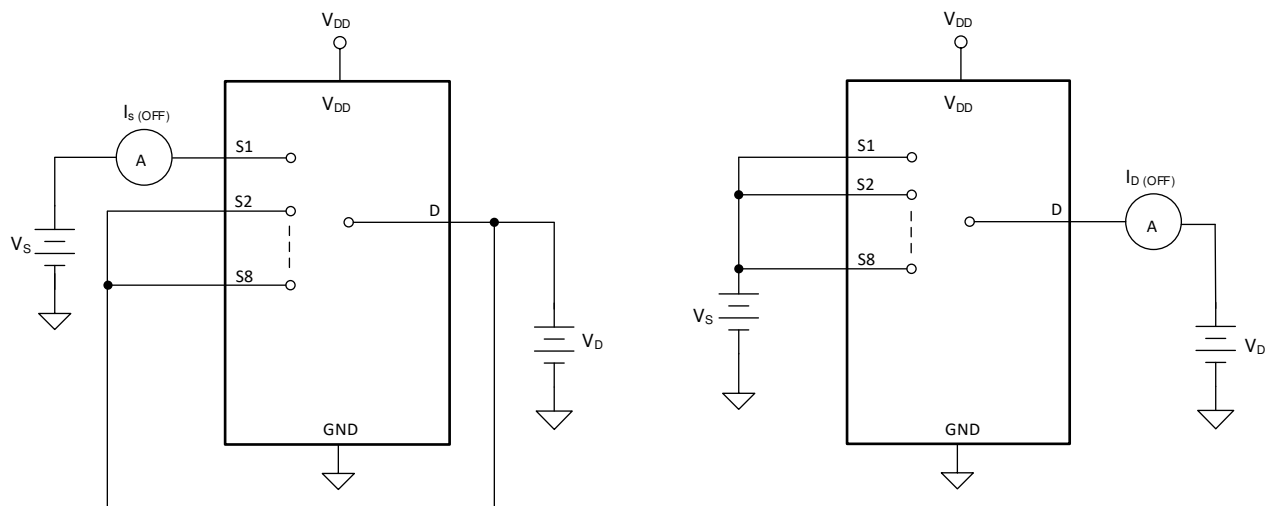 VDD
VDD
Is (OFF)
A
S1
S2
D
S8
VS
VD
GND
VDD
VDD
S1
S2
ID (OFF)
D
A
S8
VS
VD
GND